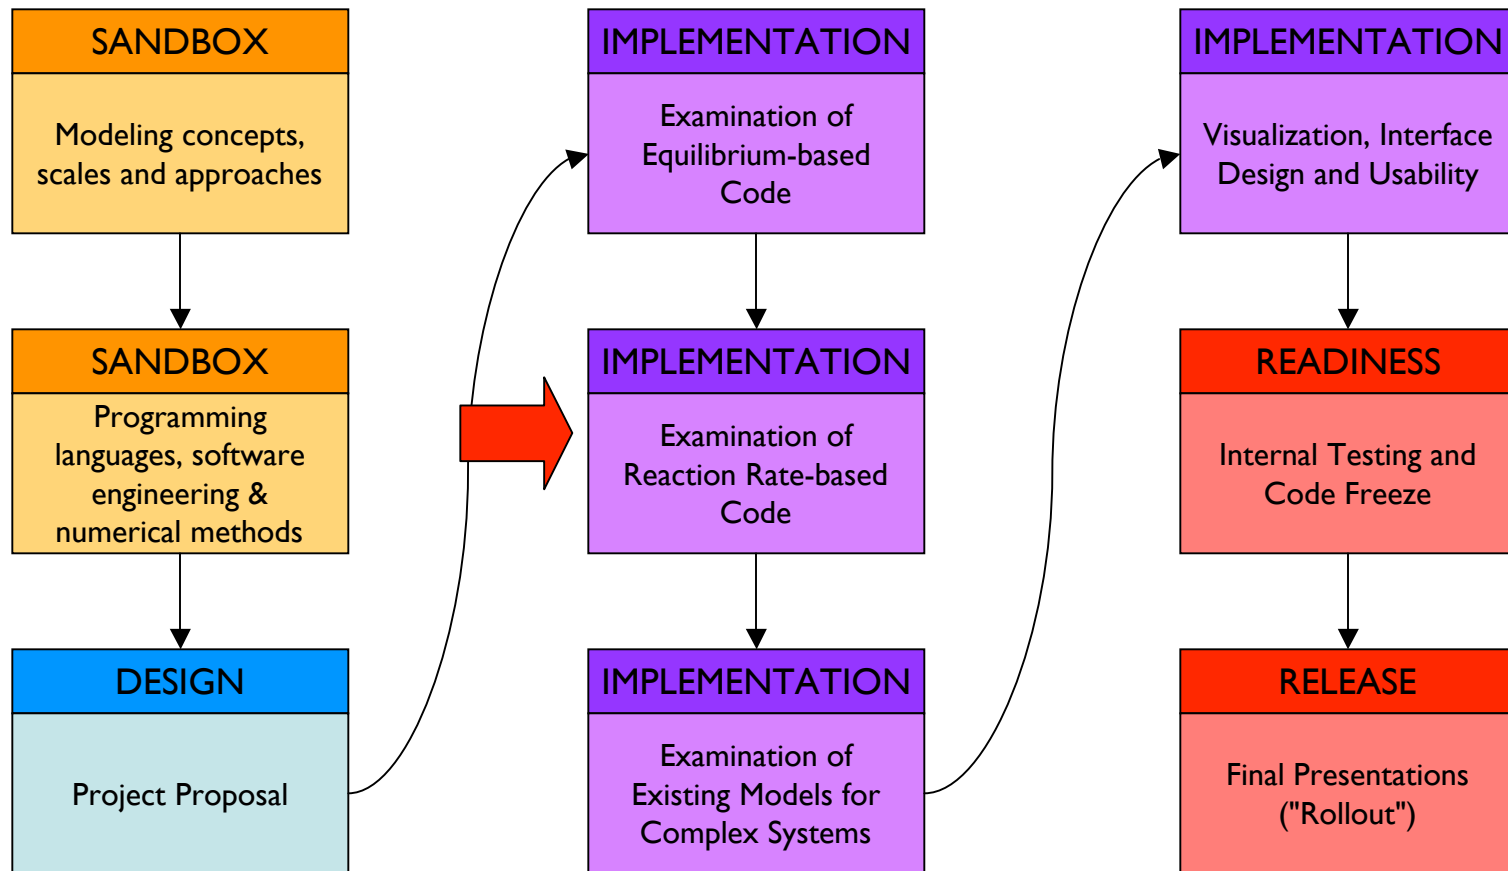 SANDBOX
Modeling concepts,
scales and approaches
SANDBOX
Programming
languages, software
engineering &
numerical methods
DESIGN
Project Proposal
IMPLEMENTATION
Examination of
Equilibrium-based
Code
IMPLEMENTATION
Examination of
Reaction Rate-based
Code
IMPLEMENTATION
Examination of
Existing Models for
Complex Systems
IMPLEMENTATION
Visualization, Interface
Design and Usability
READINESS
Internal Testing and
Code Freeze
RELEASE
Final Presentations
("Rollout")